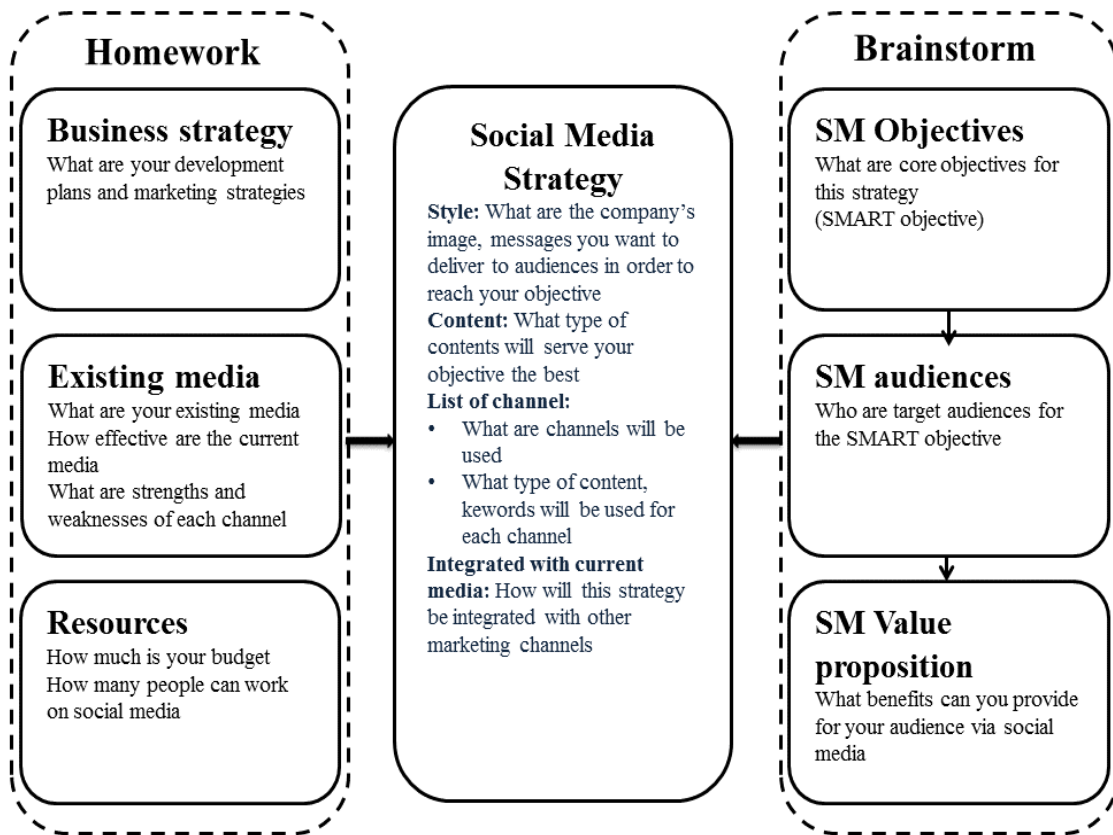 Homework
Business strategy
What are your development
plans and marketing strategies
Existing media
What are your existing media
How effective are the current
media
What are strengths and
weaknesses of each channel
Resources
How much is your budget
How many people can work
on social media
Social Media
Strategy
Style: What are the company's
image, messages you want to
deliver to audiences in order to
reach your objective
Content: What type of
contents will serve your
objective the best
List of channel:
• What are channels will be
used
• What type of content,
kewords will be used for
each channel
Integrated with current
media: How will this strategy
be integrated with other
marketing channels
Brainstorm
SM Objectives
What are core objectives for
this strategy
(SMART objective)
SM audiences
Who are target audiences for
the SMART objective
SM Value
proposition
What benefits can you provide
for your audience via social
media